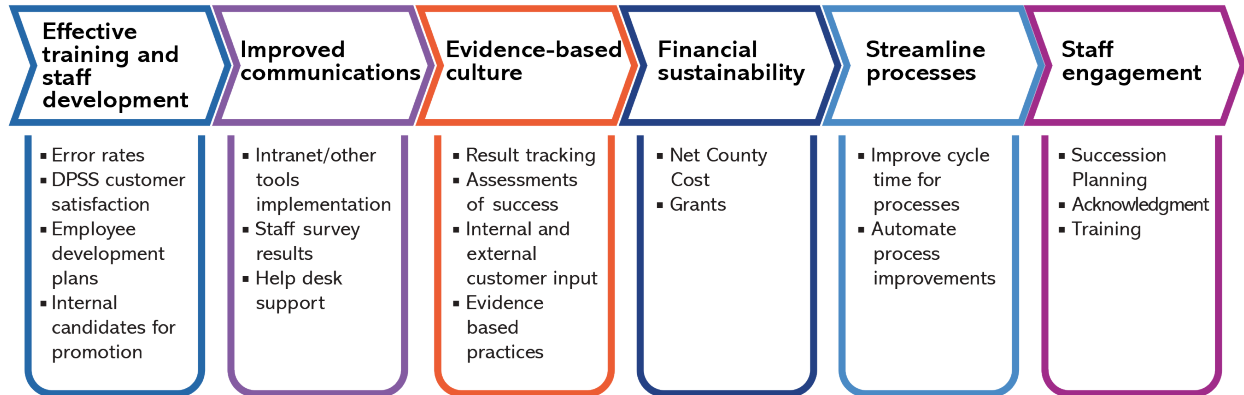 Effective
training and
staff
development
Improved
communications
Evidence-based
culture
Financial
sustainability
Streamline
processes
Staff
engagement
▪ Error rates
▪ DPSS customer
satisfaction
▪ Employee
development
plans
▪ Internal
candidates for
promotion
▪ Intranet/other
tools
implementation
▪ Staff survey
results
▪ Help desk
support
▪ Result tracking
▪ Assessments
of success
▪ Internal and
external
customer input
▪ Evidence
based
practices
▪ Net County
Cost
▪ Grants
▪ Improve cycle
time for
processes
▪ Automate
process
improvements
▪ Succession
Planning
▪ Acknowledgment
▪ Training